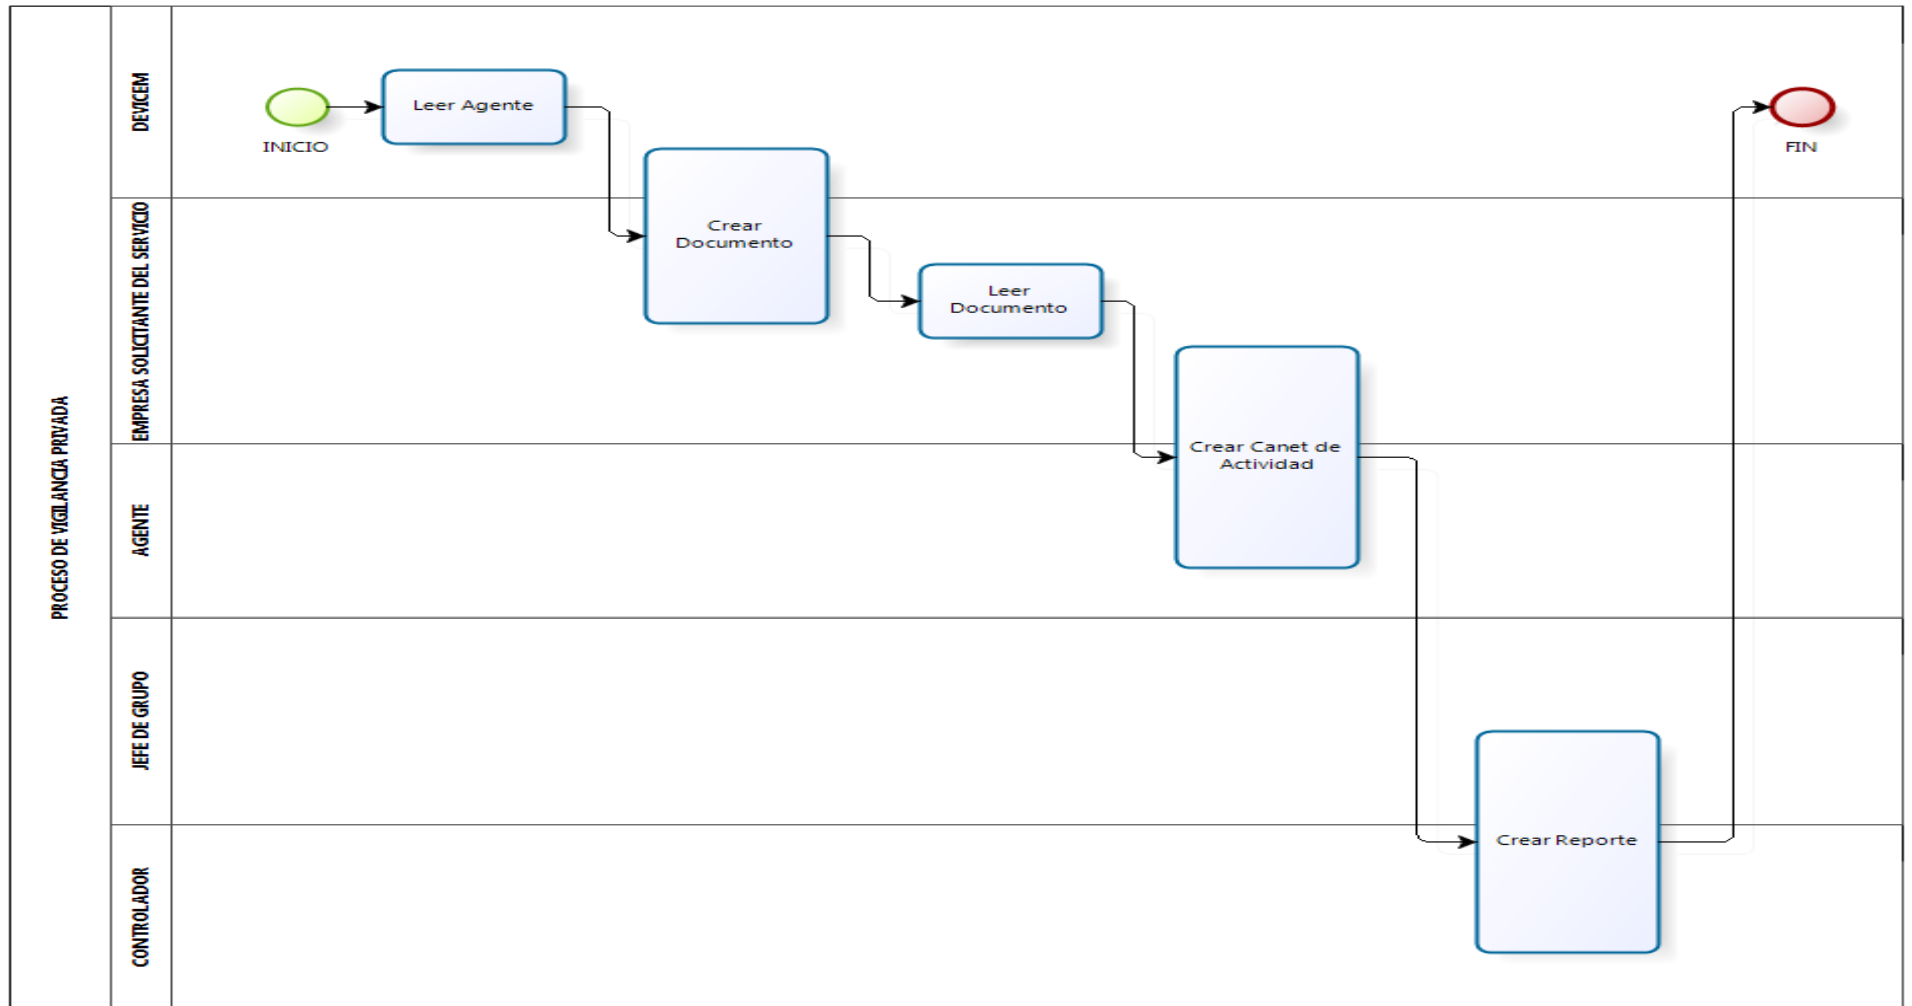 PROCESO DE VIGILANCIA PRIVADA
DEVICEM
INICIO
Leer Agente
FIN
EMPRESA SOLICITANTE DEL SERVICIO
Crear
Documento
Leer
Documento
AGENTE
Crear Canet de
Actividad
JEFE DE GRUPO
CONTROLADOR
Crear Reporte